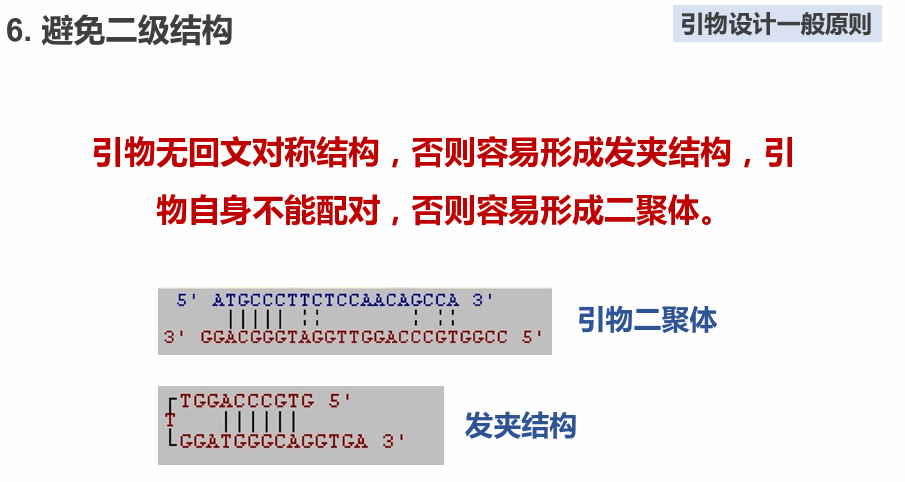 6. 避免二级结构
引物设计一般原则
引物无回文对称结构，否则容易形成发夹结构，引
物自身不能配对，否则容易形成二聚体。
5' ATGCCCTTCTCCAACAGCCA 3'
3' GGACGGGTAGGTTGGACCCGTGGCC 5'
引物二聚体
TGGACCCGTG 5'
T
GGATGGGCAGGTGA 3'
发夹结构